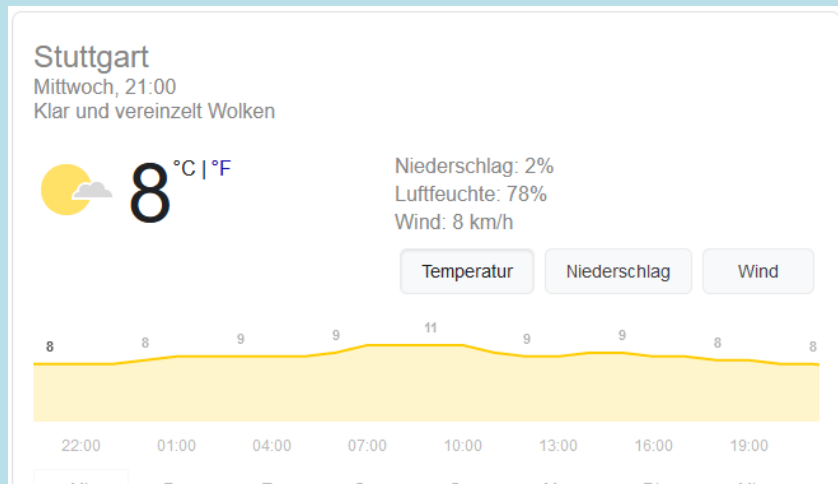 Stuttgart
Mittwoch, 21:00
Klar und vereinzelt Wolken
8 °C | °F
Niederschlag: 2%
Luftfeuchte: 78%
Wind: 8 km/h
Temperatur Niederschlag Wind
8 8 9 9 11 9 9 8 8
22:00 01:00 04:00 07:00 10:00 13:00 16:00 19:00